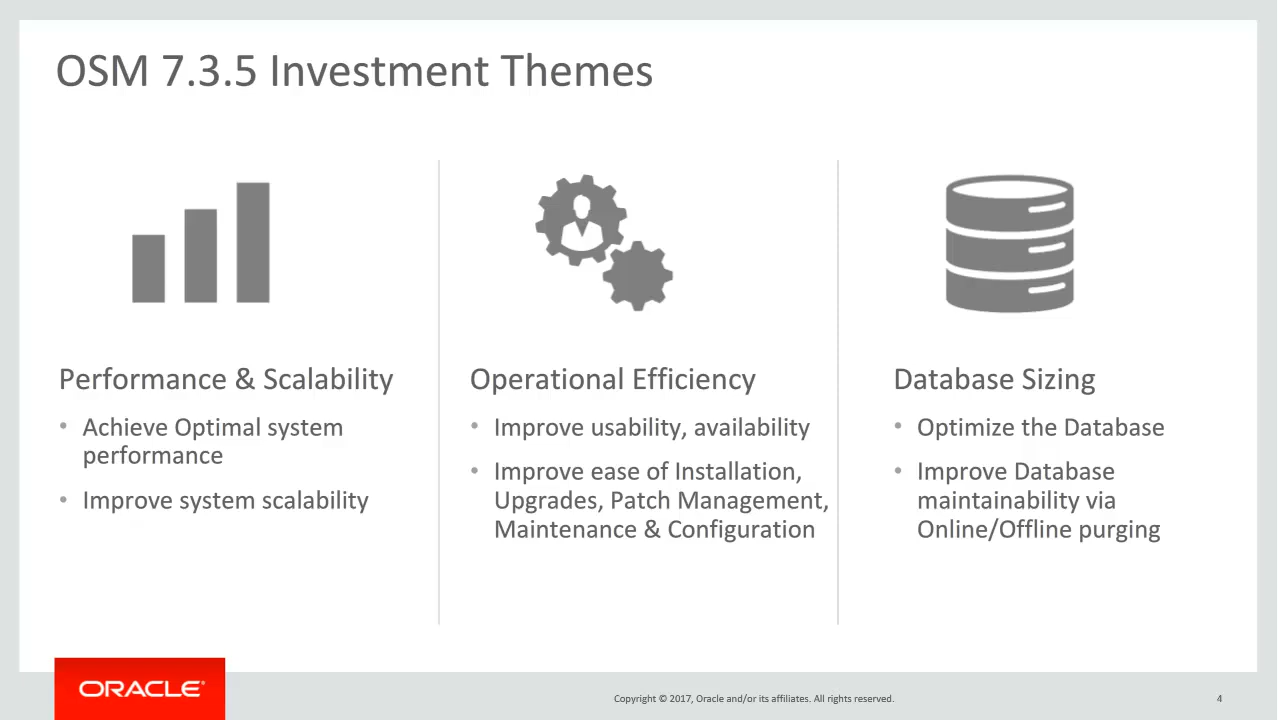 OSM 7.3.5 Investment Themes
Performance & Scalability
• Achieve Optimal system
performance
• Improve system scalability
Operational Efficiency
• Improve usability, availability
• Improve ease of Installation,
Upgrades, Patch Management,
Maintenance & Configuration
Database Sizing
• Optimize the Database
• Improve Database
maintainability via
Online/Offline purging
ORACLE®
Copyright © 2017, Oracle and/or its affiliates. All rights reserved.
4